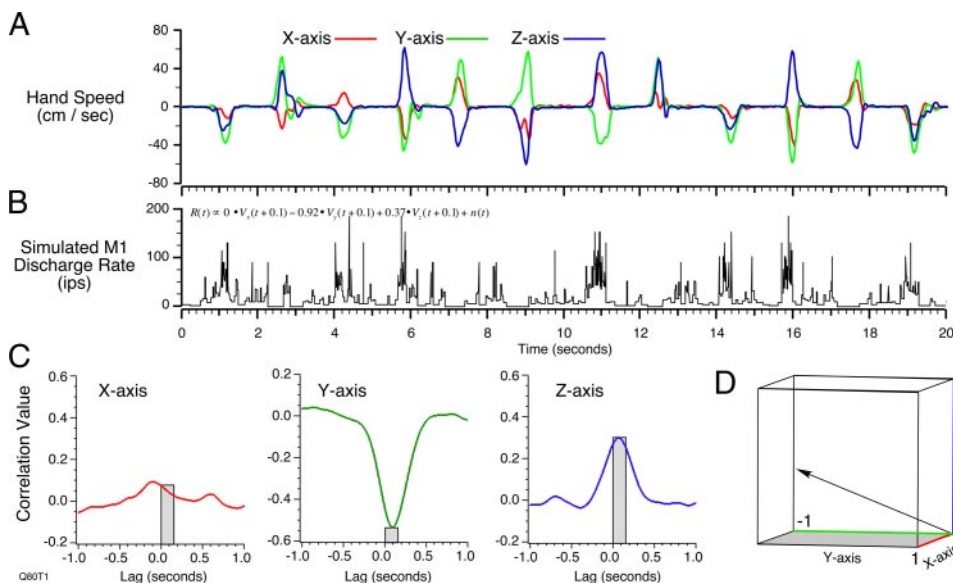 A
X-axis Y-axis Z-axis
80
40
0
-40
-80
Hand Speed
(cm / sec)
B
R(t) ∝ 0 • Vx(t + 0.1) − 0.92 • Vy(t + 0.1) + 0.37 • Vz(t + 0.1) + n(t)
200
100
0
Simulated M1
Discharge Rate
(ips)
0 2 4 6 8 10 12 14 16 18 20
Time (seconds)
C
Correlation Value
X-axis
0.6
0.4
0.2
0.0
-0.2
-1.0 -0.5 0.0 0.5 1.0
Lag (seconds)
Y-axis
0.2
0.0
-0.2
-0.4
-0.6
-1.0 -0.5 0.0 0.5 1.0
Lag (seconds)
Z-axis
0.6
0.4
0.2
0.0
-0.2
-1.0 -0.5 0.0 0.5 1.0
Lag (seconds)
D
-1
Y-axis
1
X-axis
Q80T1